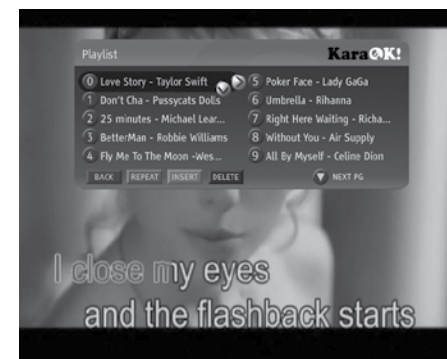 Playlist
KaraOK!
0 Love Story - Taylor Swift
1 Don't Cha - Pussycats Dolls
2 25 minutes - Michael Lear...
3 BetterMan - Robbie Williams
4 Fly Me To The Moon -Wes...
5 Poker Face - Lady GaGa
6 Umbrella - Rihanna
7 Right Here Waiting - Richa...
8 Without You - Air Supply
9 All By Myself - Celine Dion
BACK REPEAT INSERT DELETE NEXT PG
I close my eyes
and the flashback starts